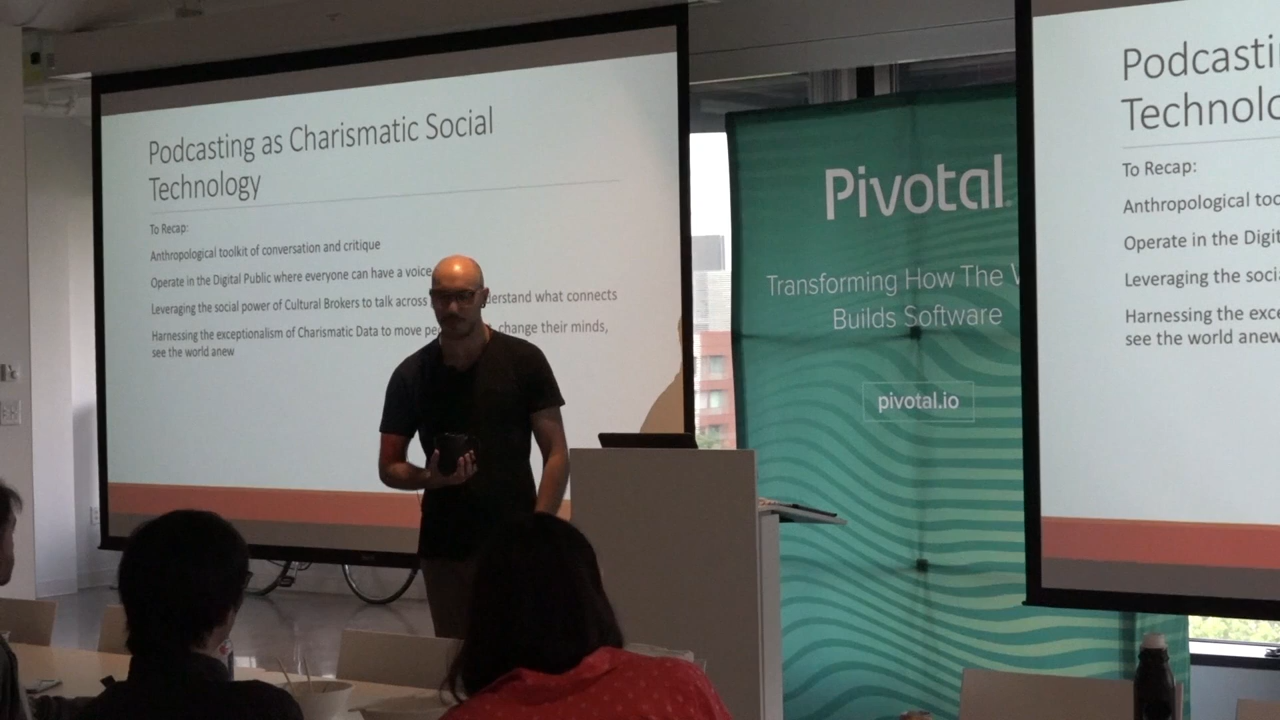 Podcasting as Charismatic Social
Technology
To Recap:
Anthropological toolkit of conversation and critique
Operate in the Digital Public where everyone can have a voice
Leveraging the social power of Cultural Brokers to talk across derstand what connects
Harnessing the exceptionalism of Charismatic Data to move pe change their minds,
see the world anew
Pivotal
Transforming How The
Builds Software
pivotal.io
Podcasti
Technolo
To Recap:
Anthropological too
Operate in the Digit
Leveraging the soci
Harnessing the exce
see the world anew